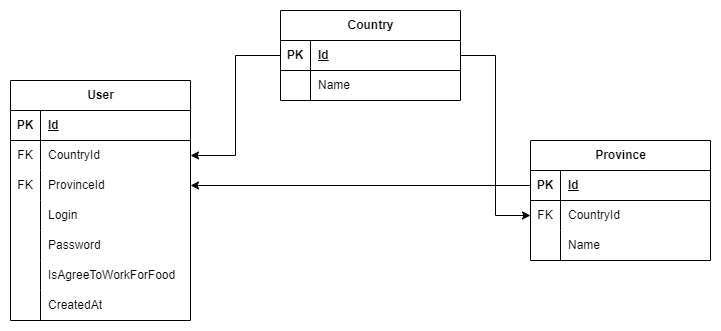 Country
PK Id
Name
User
PK Id
FK CountryId
FK ProvinceId
Login
Password
IsAgreeToWorkForFood
CreatedAt
Province
PK Id
FK CountryId
Name